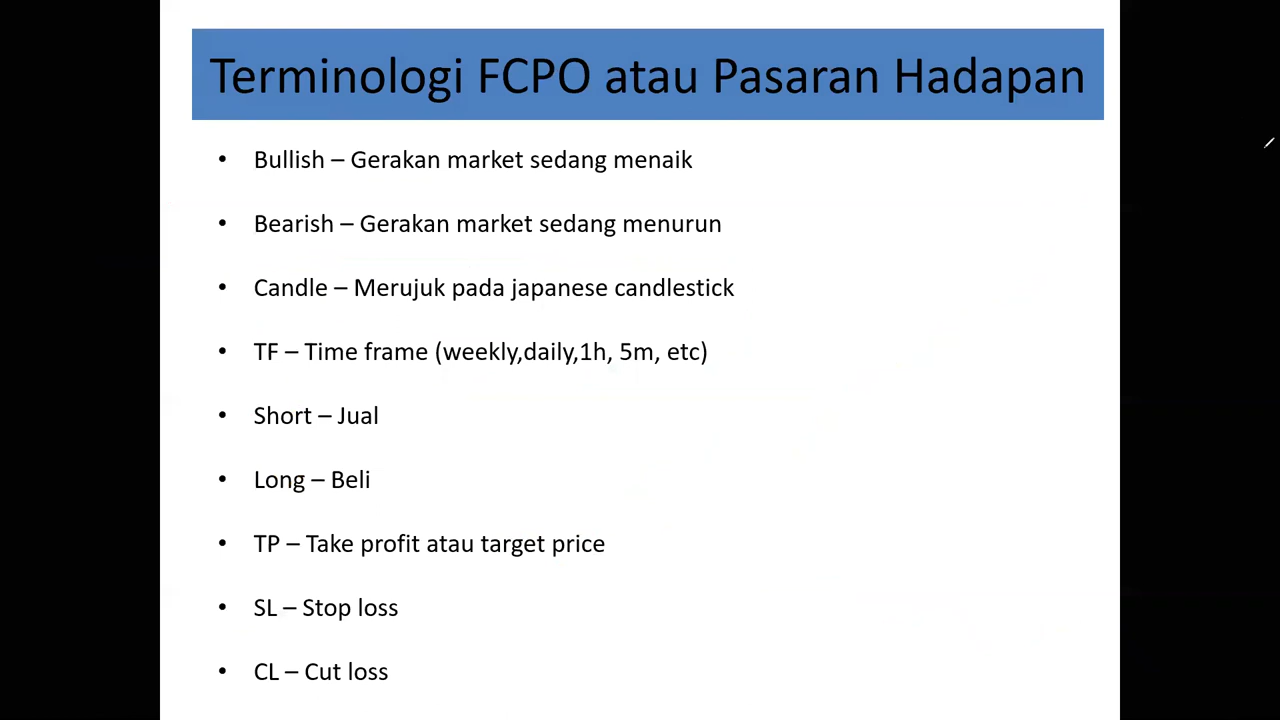 Terminologi FCPO atau Pasaran Hadapan
• Bullish – Gerakan market sedang menaik
• Bearish – Gerakan market sedang menurun
• Candle – Merujuk pada japanese candlestick
• TF – Time frame (weekly,daily,1h, 5m, etc)
• Short – Jual
• Long – Beli
• TP – Take profit atau target price
• SL – Stop loss
• CL – Cut loss